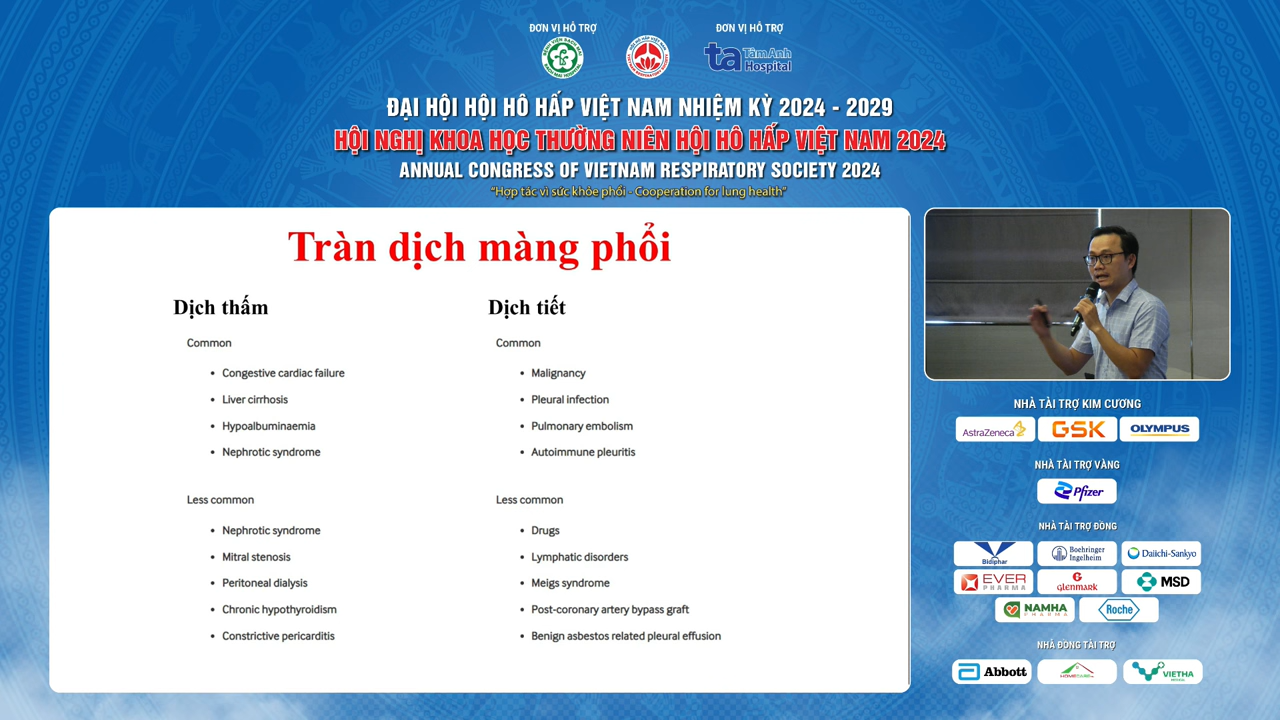 ĐƠN VỊ HỖ TRỢ
ĐƠN VỊ HỖ TRỢ
ta TâmAnh
Hospital
ĐẠI HỘI HỘI HÔ HẤP VIỆT NAM NHIỆM KỲ 2024 - 2029
HỘI NGHỊ KHOA HỌC THƯỜNG NIÊN HỘI HÔ HẤP VIỆT NAM 2024
ANNUAL CONGRESS OF VIETNAM RESPIRATORY SOCIETY 2024
“Hợp tác vì sức khỏe phổi - Cooperation for lung health”
Tràn dịch màng phổi
Dịch thấm
Common
• Congestive cardiac failure
• Liver cirrhosis
• Hypoalbuminaemia
• Nephrotic syndrome
Less common
• Nephrotic syndrome
• Mitral stenosis
• Peritoneal dialysis
• Chronic hypothyroidism
• Constrictive pericarditis
Dịch tiết
Common
• Malignancy
• Pleural infection
• Pulmonary embolism
• Autoimmune pleuritis
Less common
• Drugs
• Lymphatic disorders
• Meigs syndrome
• Post-coronary artery bypass graft
• Benign asbestos related pleural effusion
NHÀ TÀI TRỢ KIM CƯƠNG
AstraZeneca GSK OLYMPUS
NHÀ TÀI TRỢ VÀNG
Pfizer
NHÀ TÀI TRỢ ĐỒNG
Bidiphar Boehringer Ingelheim Daiichi-Sankyo
EVER PHARMA GLENMARK MSD
NAMHA PHARMA Roche
NHÀ ĐỒNG TÀI TRỢ
Abbott HOMECARE VIETHA